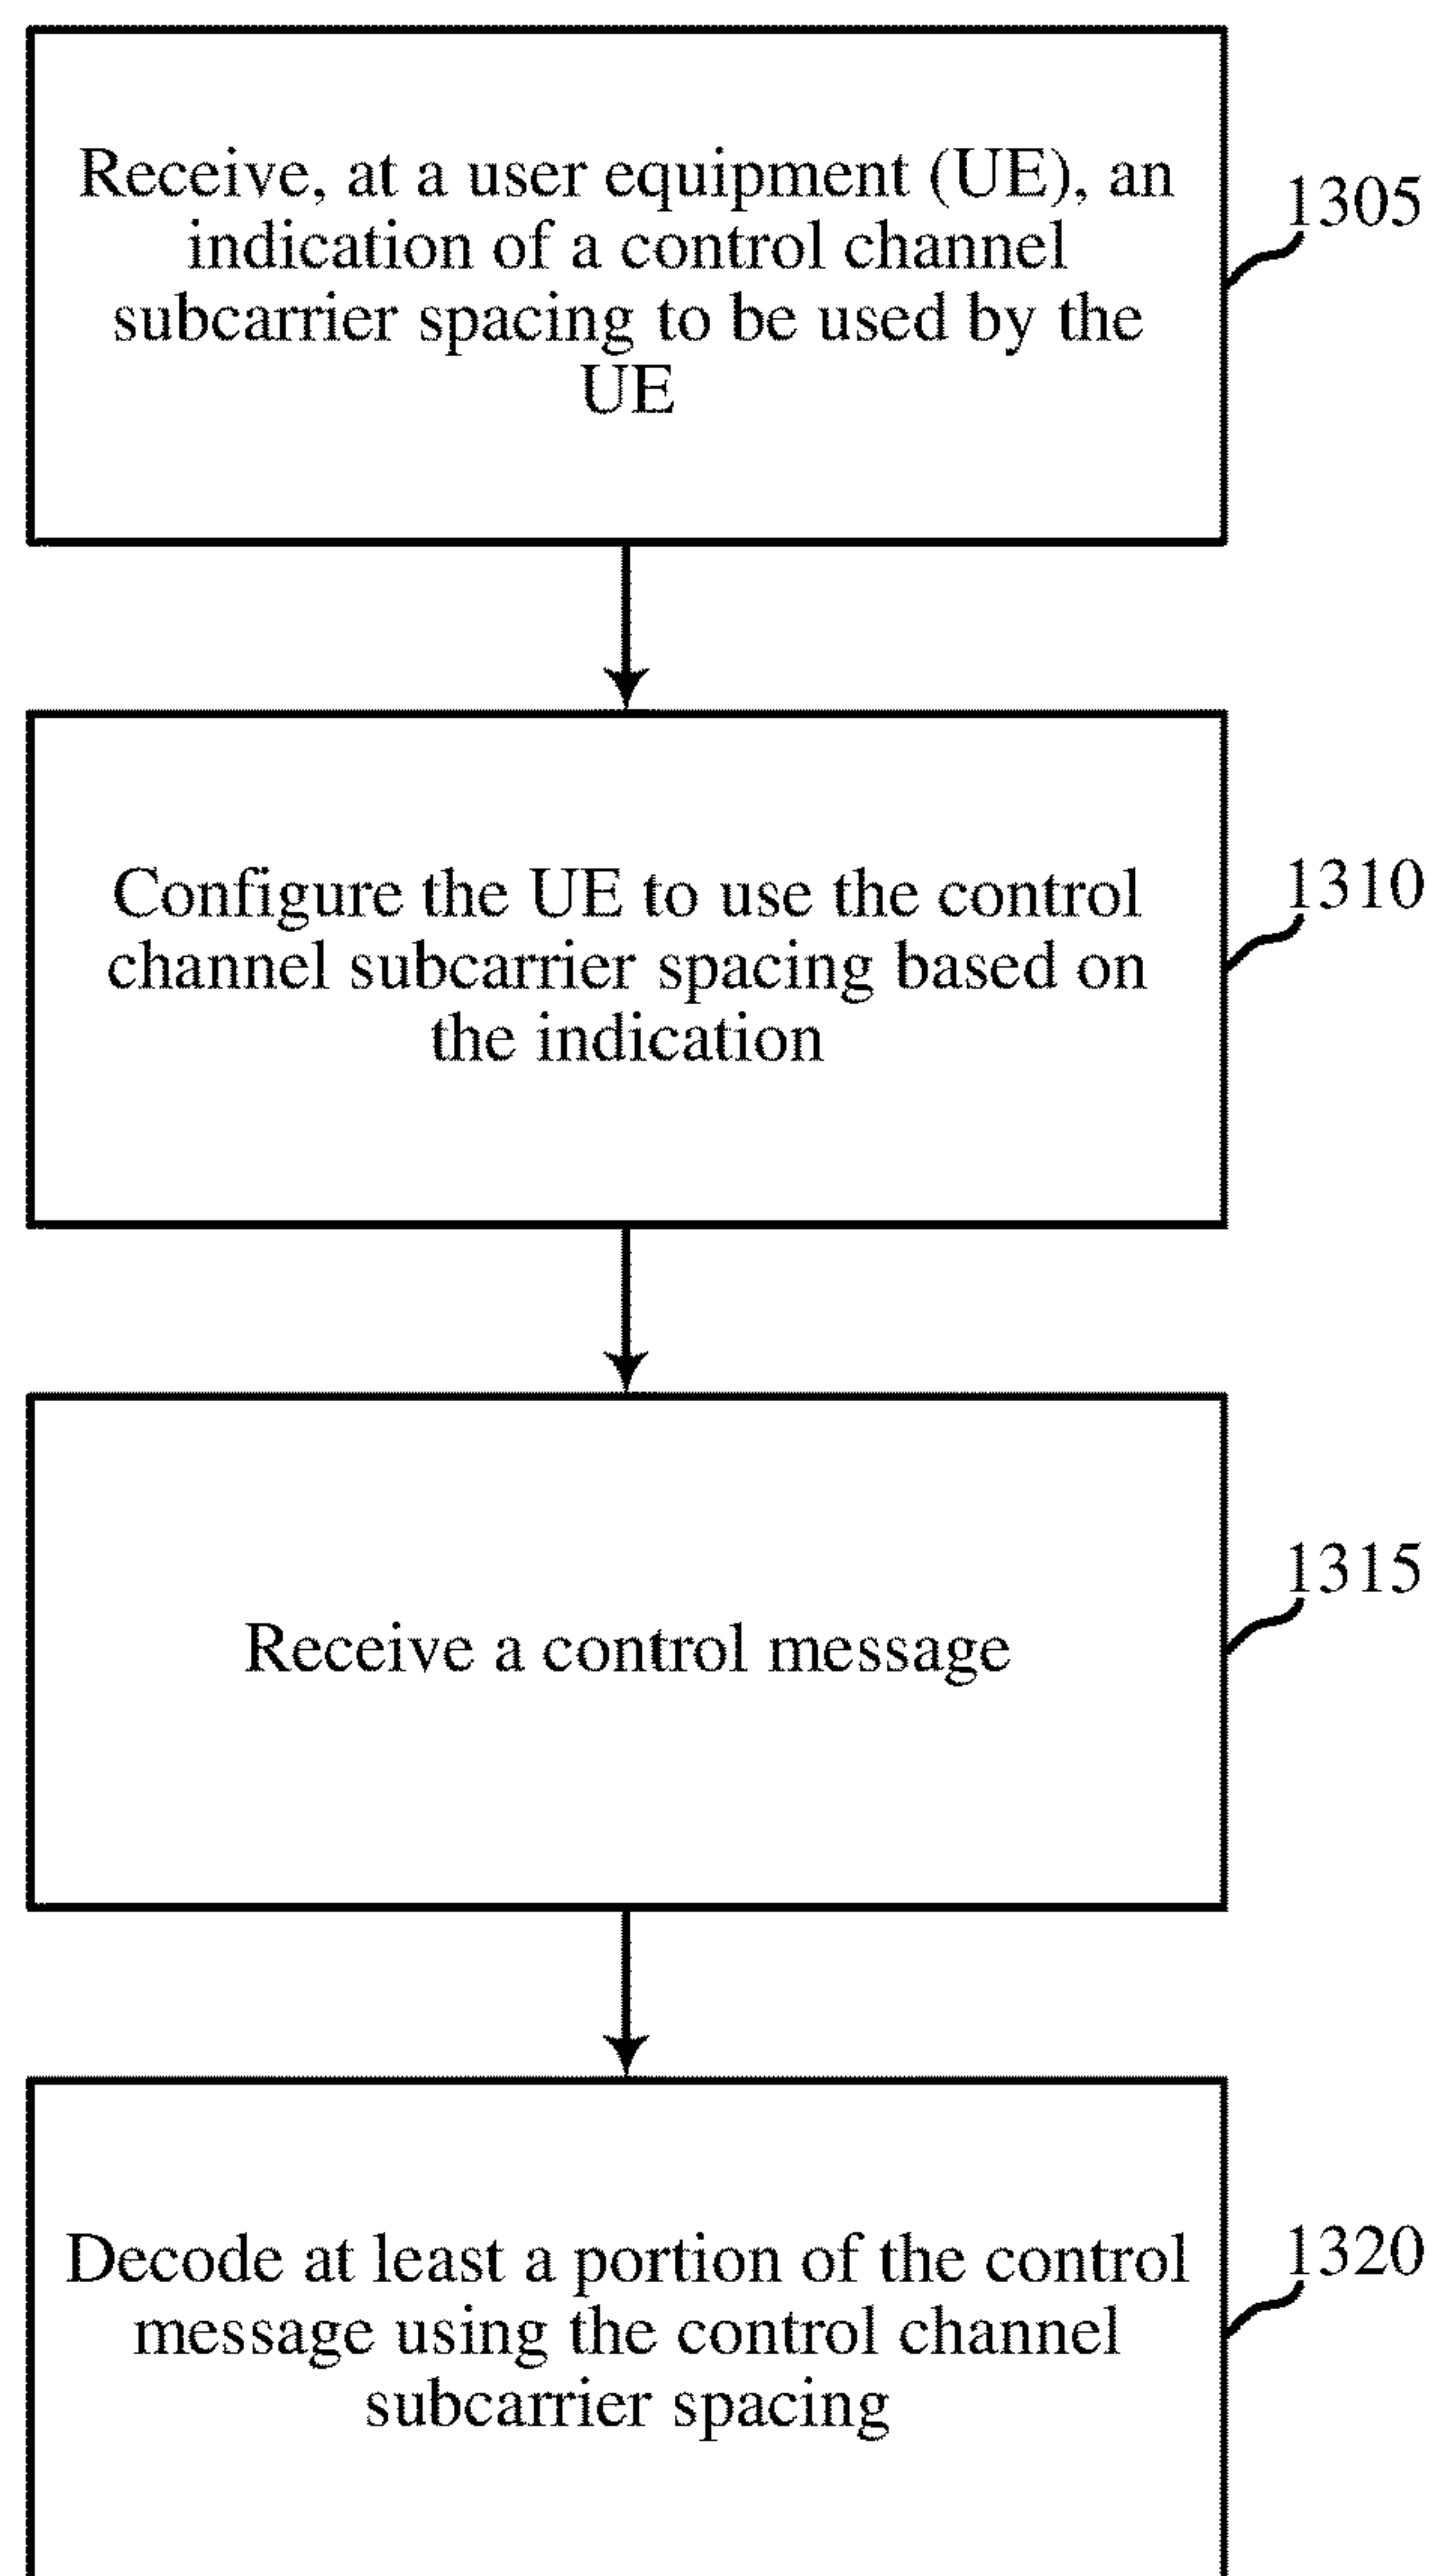 Receive, at a user equipment (UE), an
indication of a control channel
subcarrier spacing to be used by the
UE
1305
Configure the UE to use the control
channel subcarrier spacing based on
the indication
1310
Receive a control message
1315
Decode at least a portion of the control
message using the control channel
subcarrier spacing
1320